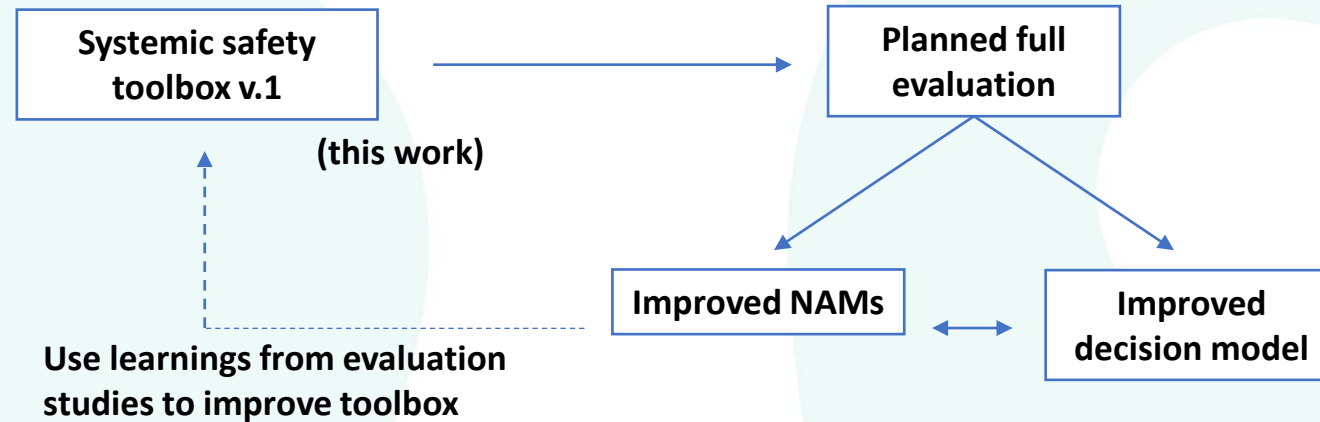 Systemic safety
toolbox v.1
Planned full
evaluation
(this work)
Improved NAMs
Improved
decision model
Use learnings from evaluation
studies to improve toolbox